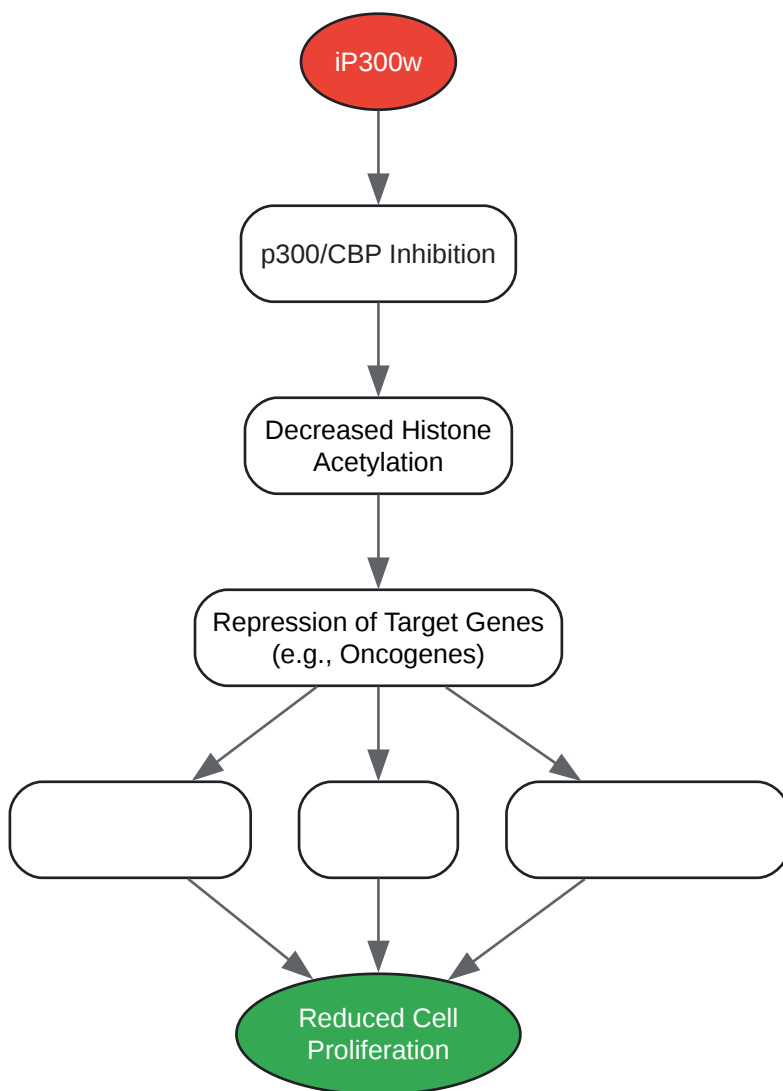 iP300w
p300/CBP Inhibition
Decreased Histone
Acetylation
Repression of Target Genes
(e.g., Oncogenes)
Reduced Cell
Proliferation